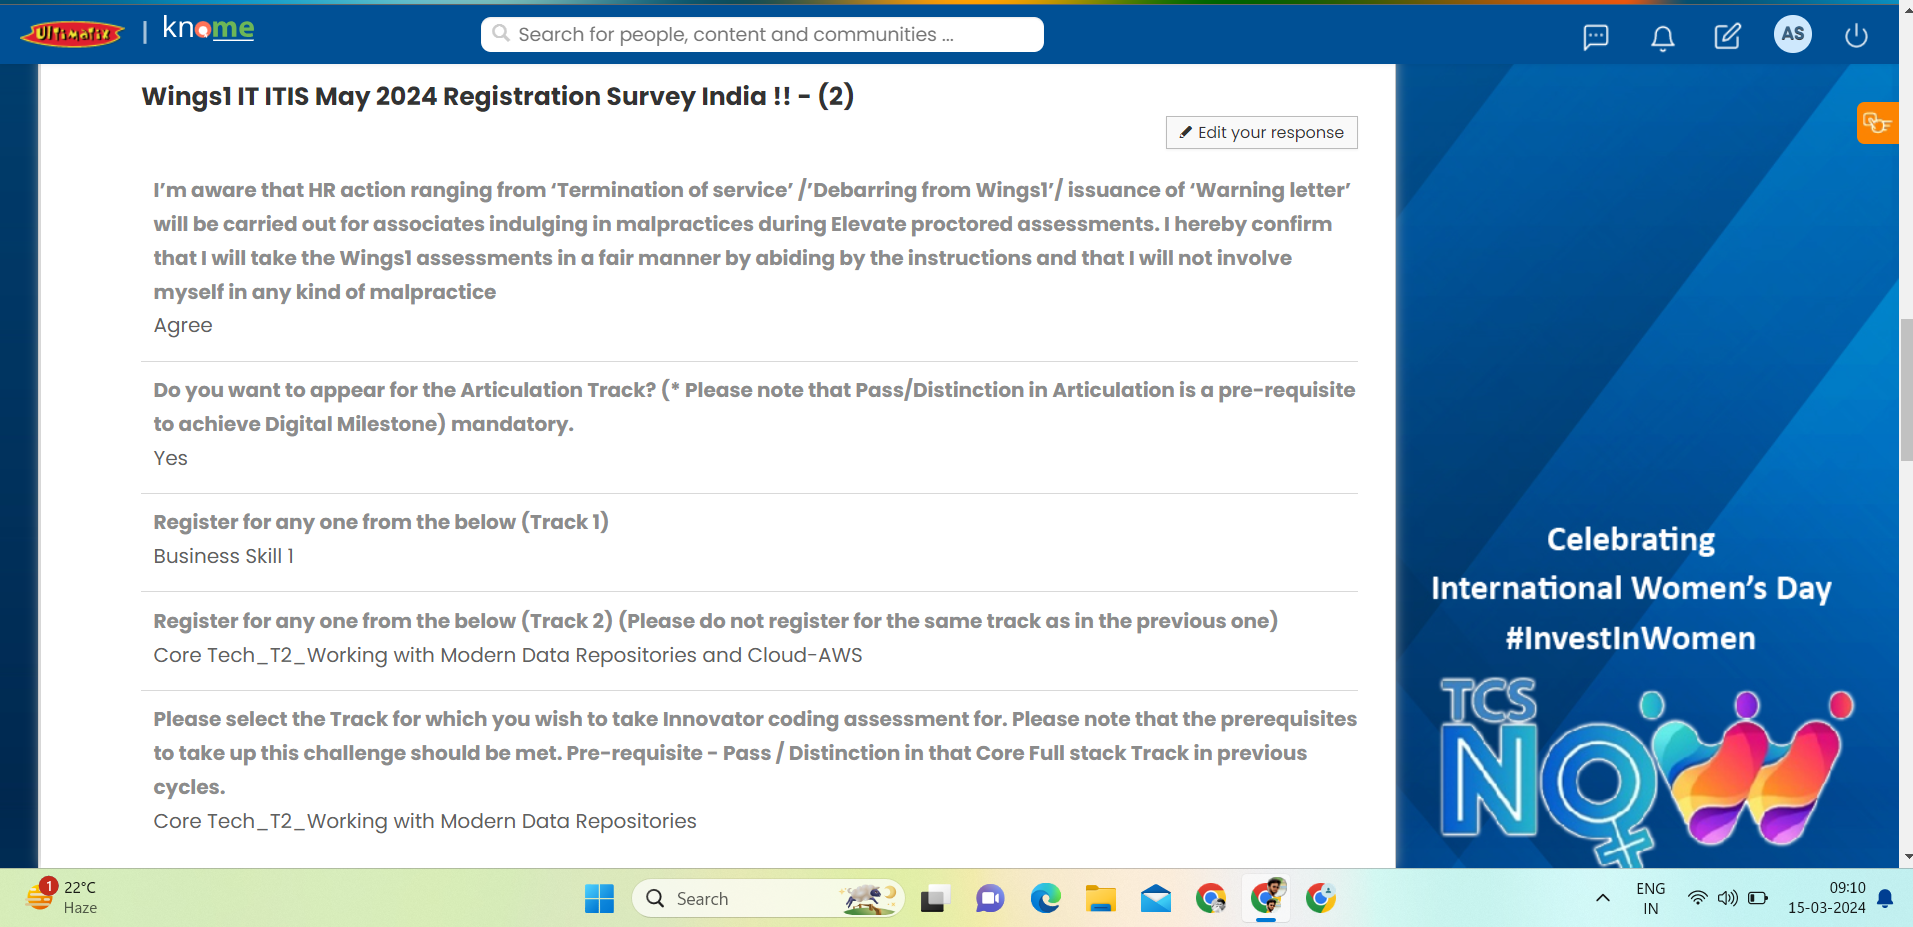 Ultimatix | knome
Search for people, content and communities ...
AS
Wings1 IT ITIS May 2024 Registration Survey India !! - (2)
Edit your response
I’m aware that HR action ranging from ‘Termination of service’ /’Debarring from Wings1’/ issuance of ‘Warning letter’
will be carried out for associates indulging in malpractices during Elevate proctored assessments. I hereby confirm
that I will take the Wings1 assessments in a fair manner by abiding by the instructions and that I will not involve
myself in any kind of malpractice
Agree
Do you want to appear for the Articulation Track? (* Please note that Pass/Distinction in Articulation is a pre-requisite
to achieve Digital Milestone) mandatory.
Yes
Register for any one from the below (Track 1)
Business Skill 1
Register for any one from the below (Track 2) (Please do not register for the same track as in the previous one)
Core Tech_T2_Working with Modern Data Repositories and Cloud-AWS
Please select the Track for which you wish to take Innovator coding assessment for. Please note that the prerequisites
to take up this challenge should be met. Pre-requisite - Pass / Distinction in that Core Full stack Track in previous
cycles.
Core Tech_T2_Working with Modern Data Repositories
Celebrating
International Women’s Day
#InvestInWomen
TCS
NOW
1
22°C
Haze
Search
ENG
IN
09:10
15-03-2024